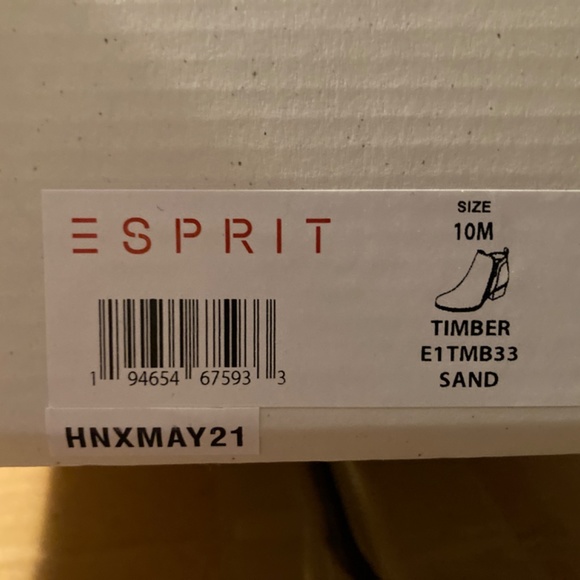 ESPRIT
1 94654 67593 3
HNXMAY21
SIZE
10M
TIMBER
E1TMB33
SAND